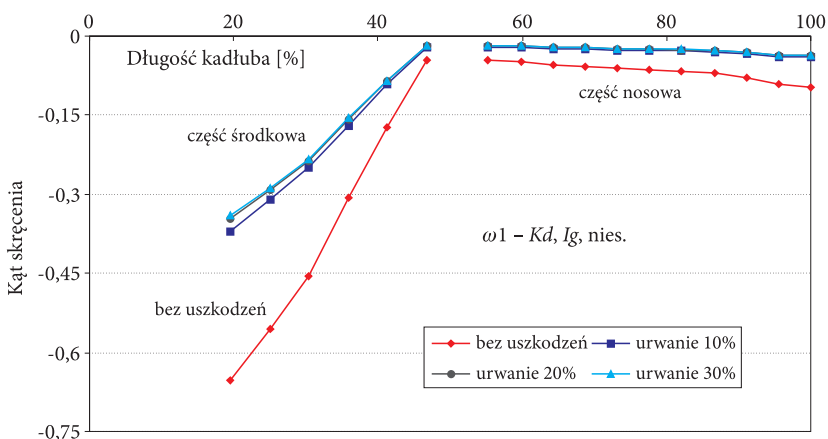 0 20 40 60 80 100
0
Długość kadłuba [%]
część nosowa
-0,15
część środkowa
-0,3
ω1 – Kd, Ig, nies.
Kąt skręcenia
-0,45
bez uszkodzeń
bez uszkodzeń urwanie 10%
-0,6
urwanie 20% urwanie 30%
-0,75